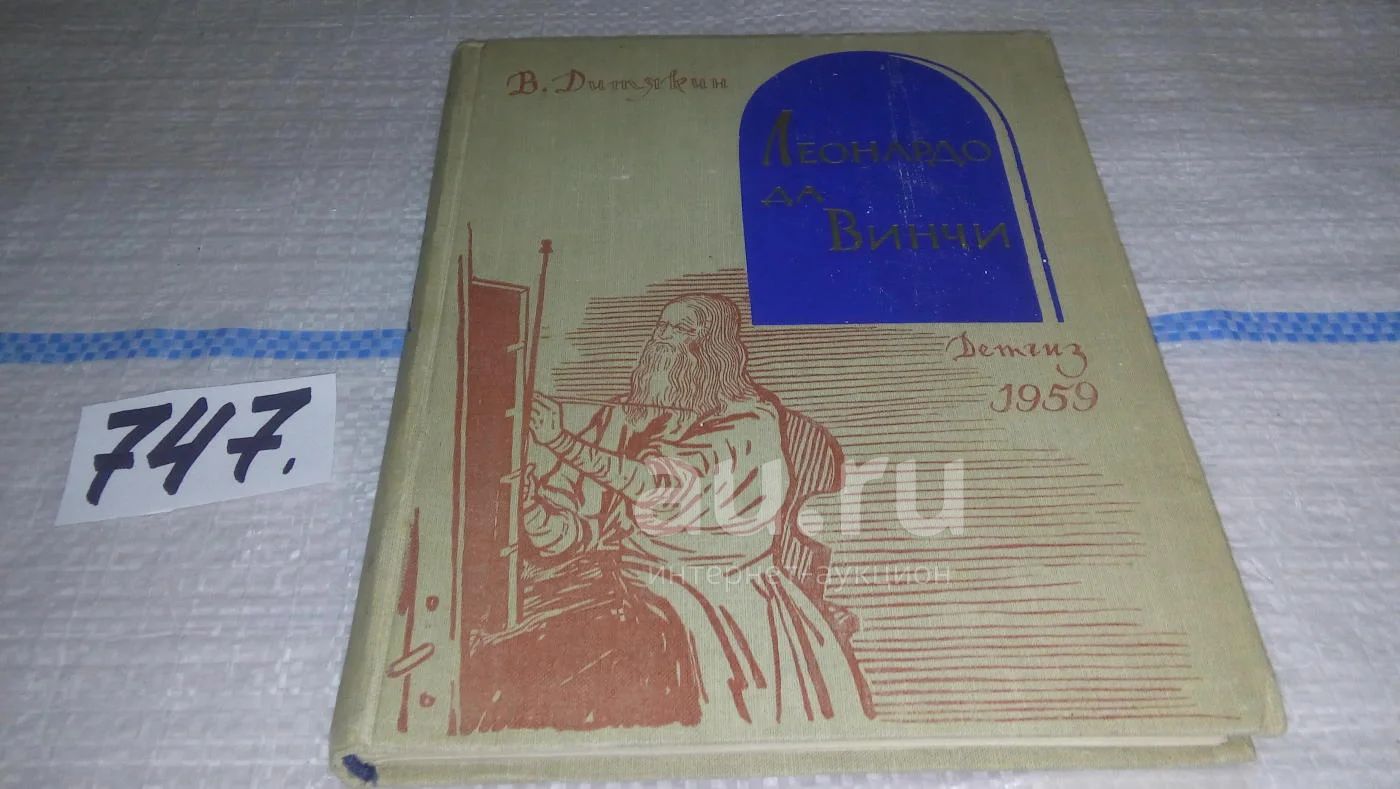 В. Дитякин
Леонардо
да
Винчи
Детгиз
1959
747.
au.ru
интернет-аукцион